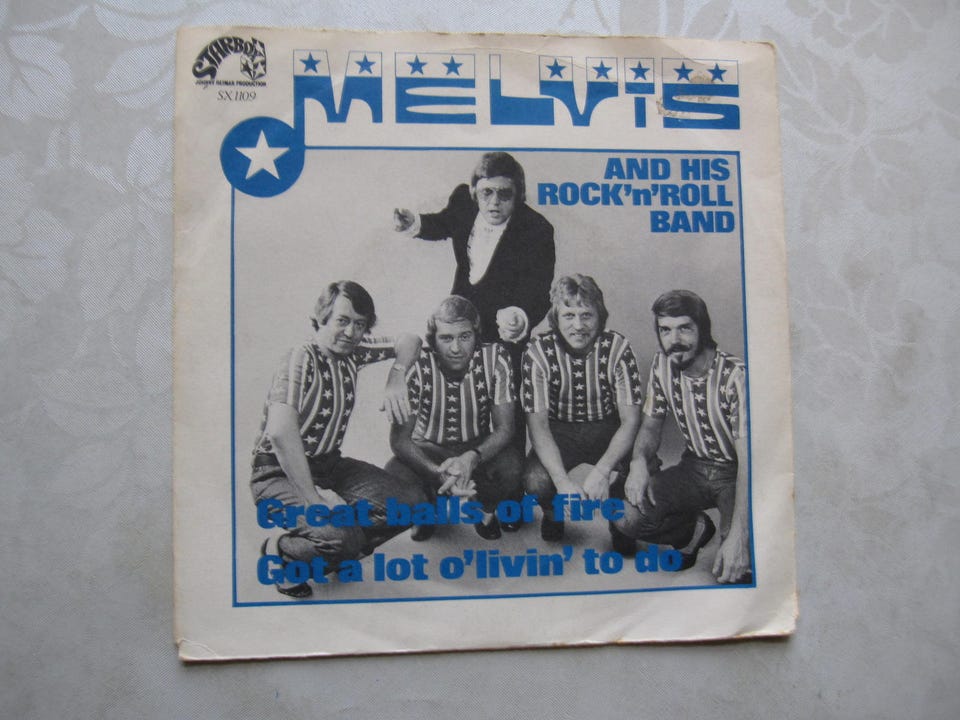 STARBOX
JOHNNY REIMAR PRODUCTION
SX 1109
MELVIS
AND HIS
ROCK'n'ROLL
BAND
Great balls of fire
Got a lot o'livin' to do